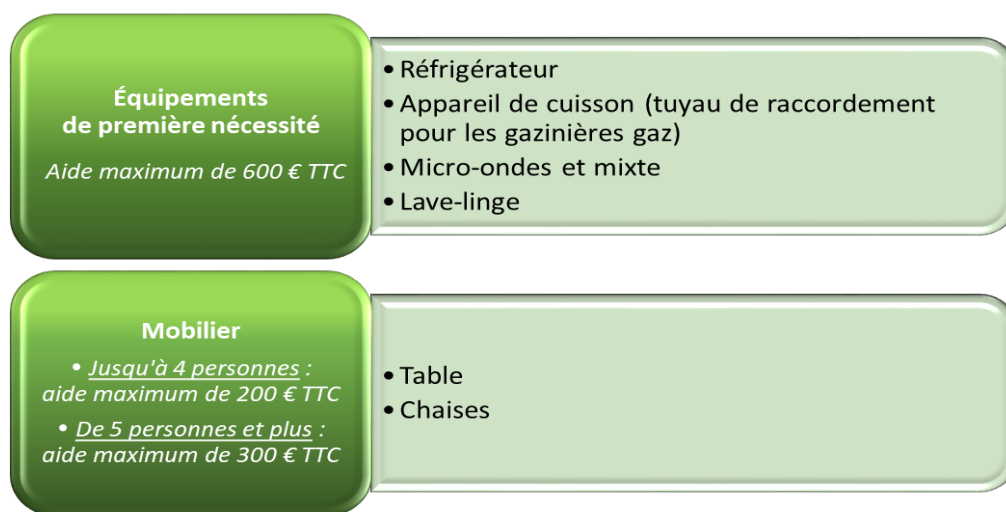 Équipements
de première nécessité
Aide maximum de 600 € TTC
• Réfrigérateur
• Appareil de cuisson (tuyau de raccordement
pour les gazinières gaz)
• Micro-ondes et mixte
• Lave-linge
Mobilier
• Jusqu'à 4 personnes :
aide maximum de 200 € TTC
• De 5 personnes et plus :
aide maximum de 300 € TTC
• Table
• Chaises